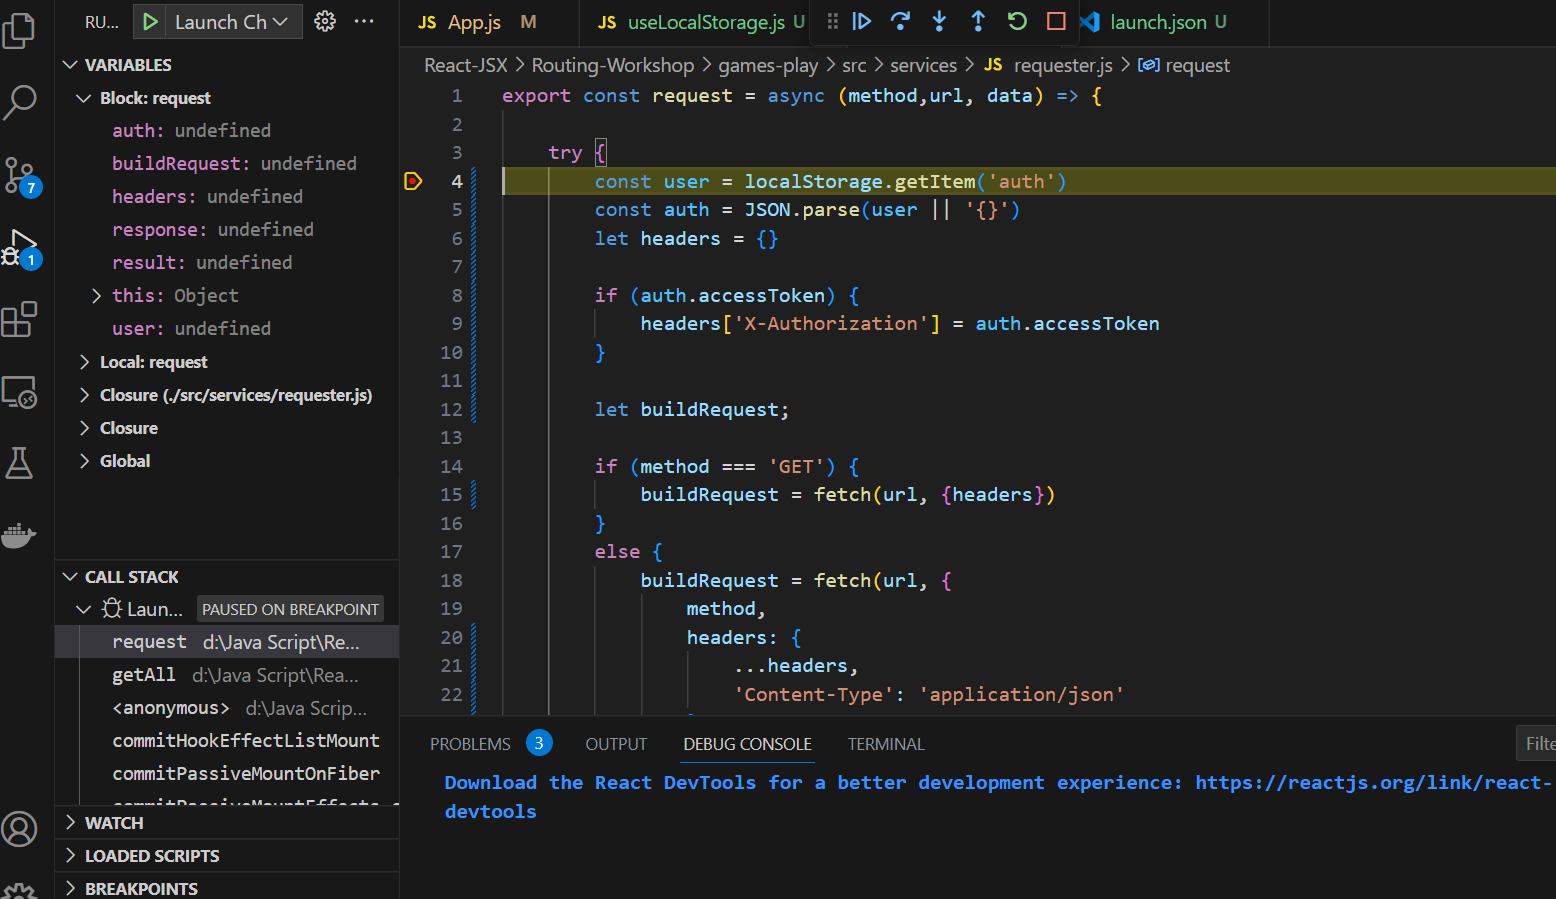 RU...
Launch Ch
JS App.js M
JS useLocalStorage.js U
launch.json U
React-JSX > Routing-Workshop > games-play > src > services > JS requester.js > request
VARIABLES
Block: request
auth: undefined
buildRequest: undefined
headers: undefined
response: undefined
result: undefined
this: Object
user: undefined
Local: request
Closure (./src/services/requester.js)
Closure
Global
7
1
CALL STACK
Laun... PAUSED ON BREAKPOINT
request d:\Java Script\Re...
getAll d:\Java Script\Rea...
<anonymous> d:\Java Scrip...
commitHookEffectListMount
commitPassiveMountOnFiber
WATCH
LOADED SCRIPTS
BREAKPOINTS
1 export const request = async (method,url, data) => {
2
3 try {
4 const user = localStorage.getItem('auth')
5 const auth = JSON.parse(user || '{}')
6 let headers = {}
7
8 if (auth.accessToken) {
9 headers['X-Authorization'] = auth.accessToken
10 }
11
12 let buildRequest;
13
14 if (method === 'GET') {
15 buildRequest = fetch(url, {headers})
16 }
17 else {
18 buildRequest = fetch(url, {
19 method,
20 headers: {
21 ...headers,
22 'Content-Type': 'application/json'
PROBLEMS 3 OUTPUT DEBUG CONSOLE TERMINAL
Filte
Download the React DevTools for a better development experience: https://reactjs.org/link/react-
devtools